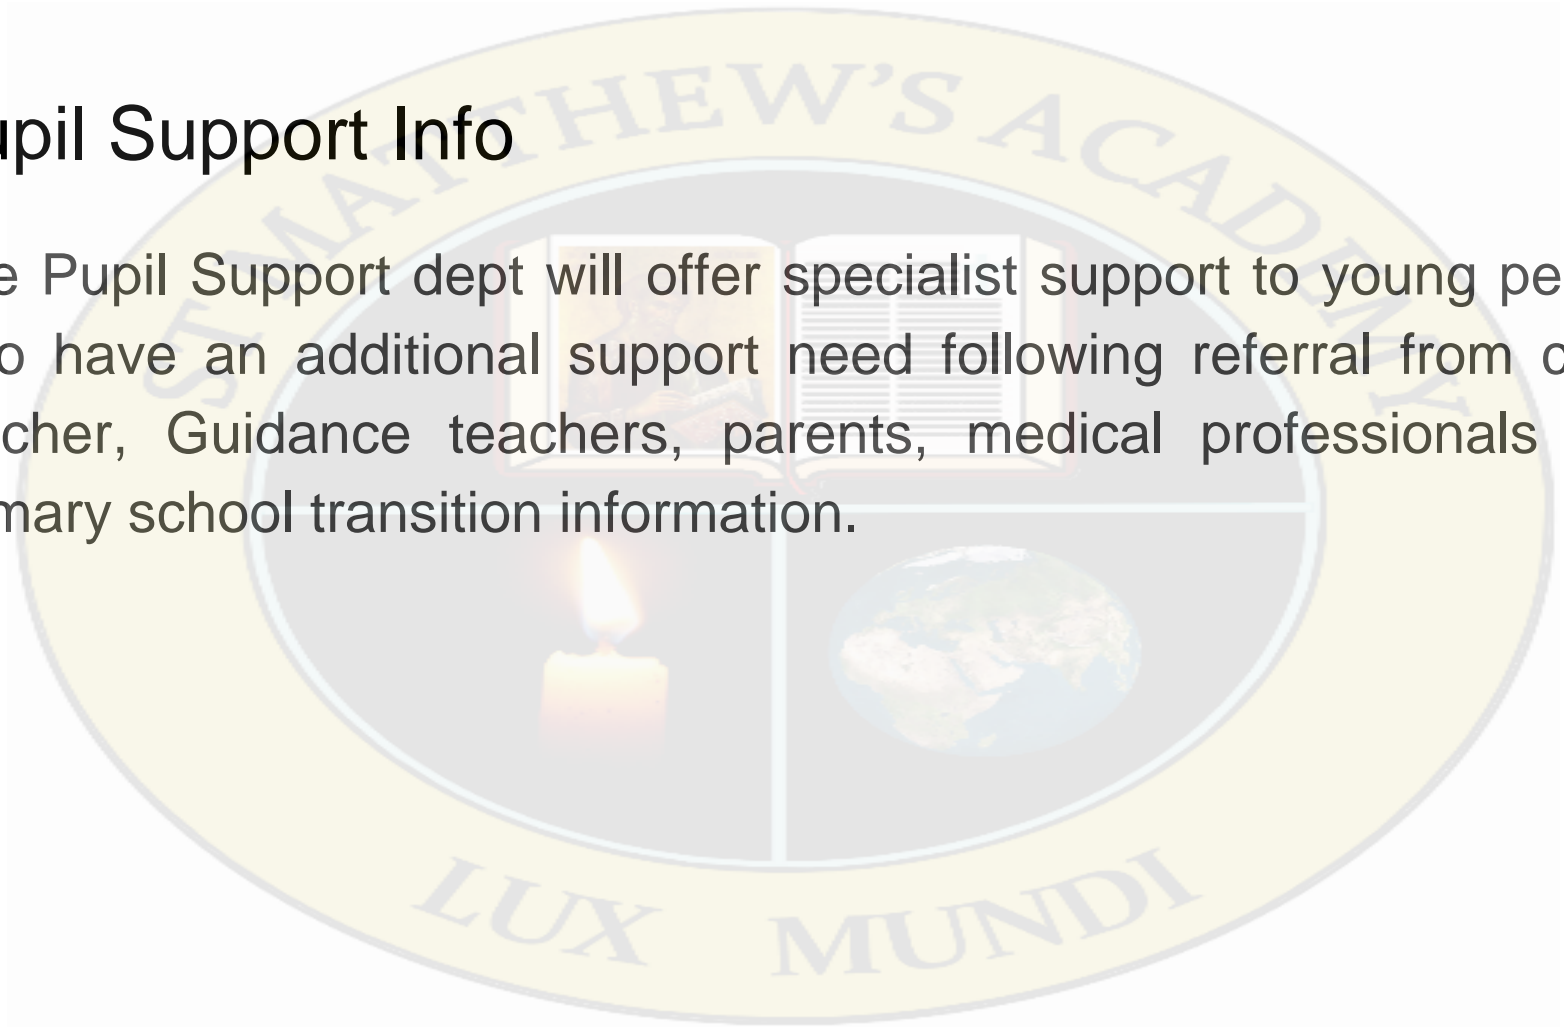 upil Support Info
e Pupil Support dept will offer specialist support to young pe
o have an additional support need following referral from c
cher, Guidance teachers, parents, medical professionals
mary school transition information.
ST MATTHEW'S ACADEMY
LUX MUNDI